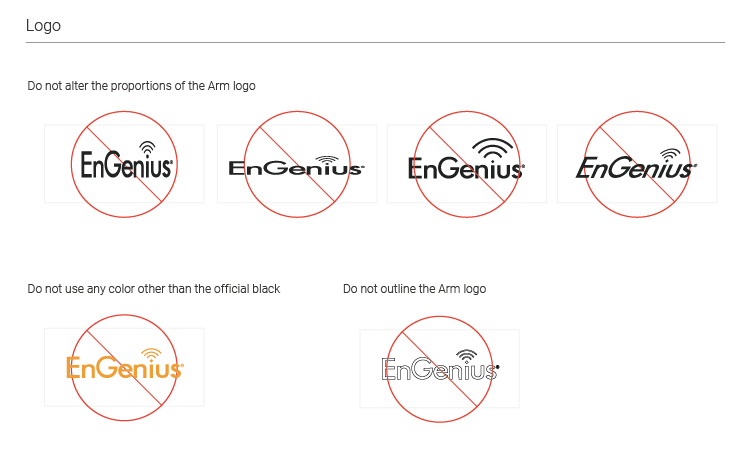 Logo
Do not alter the proportions of the Arm logo
EnGenius®
EnGenius®
EnGenius®
EnGenius®
Do not use any color other than the official black
Do not outline the Arm logo
EnGenius®
EnGenius®